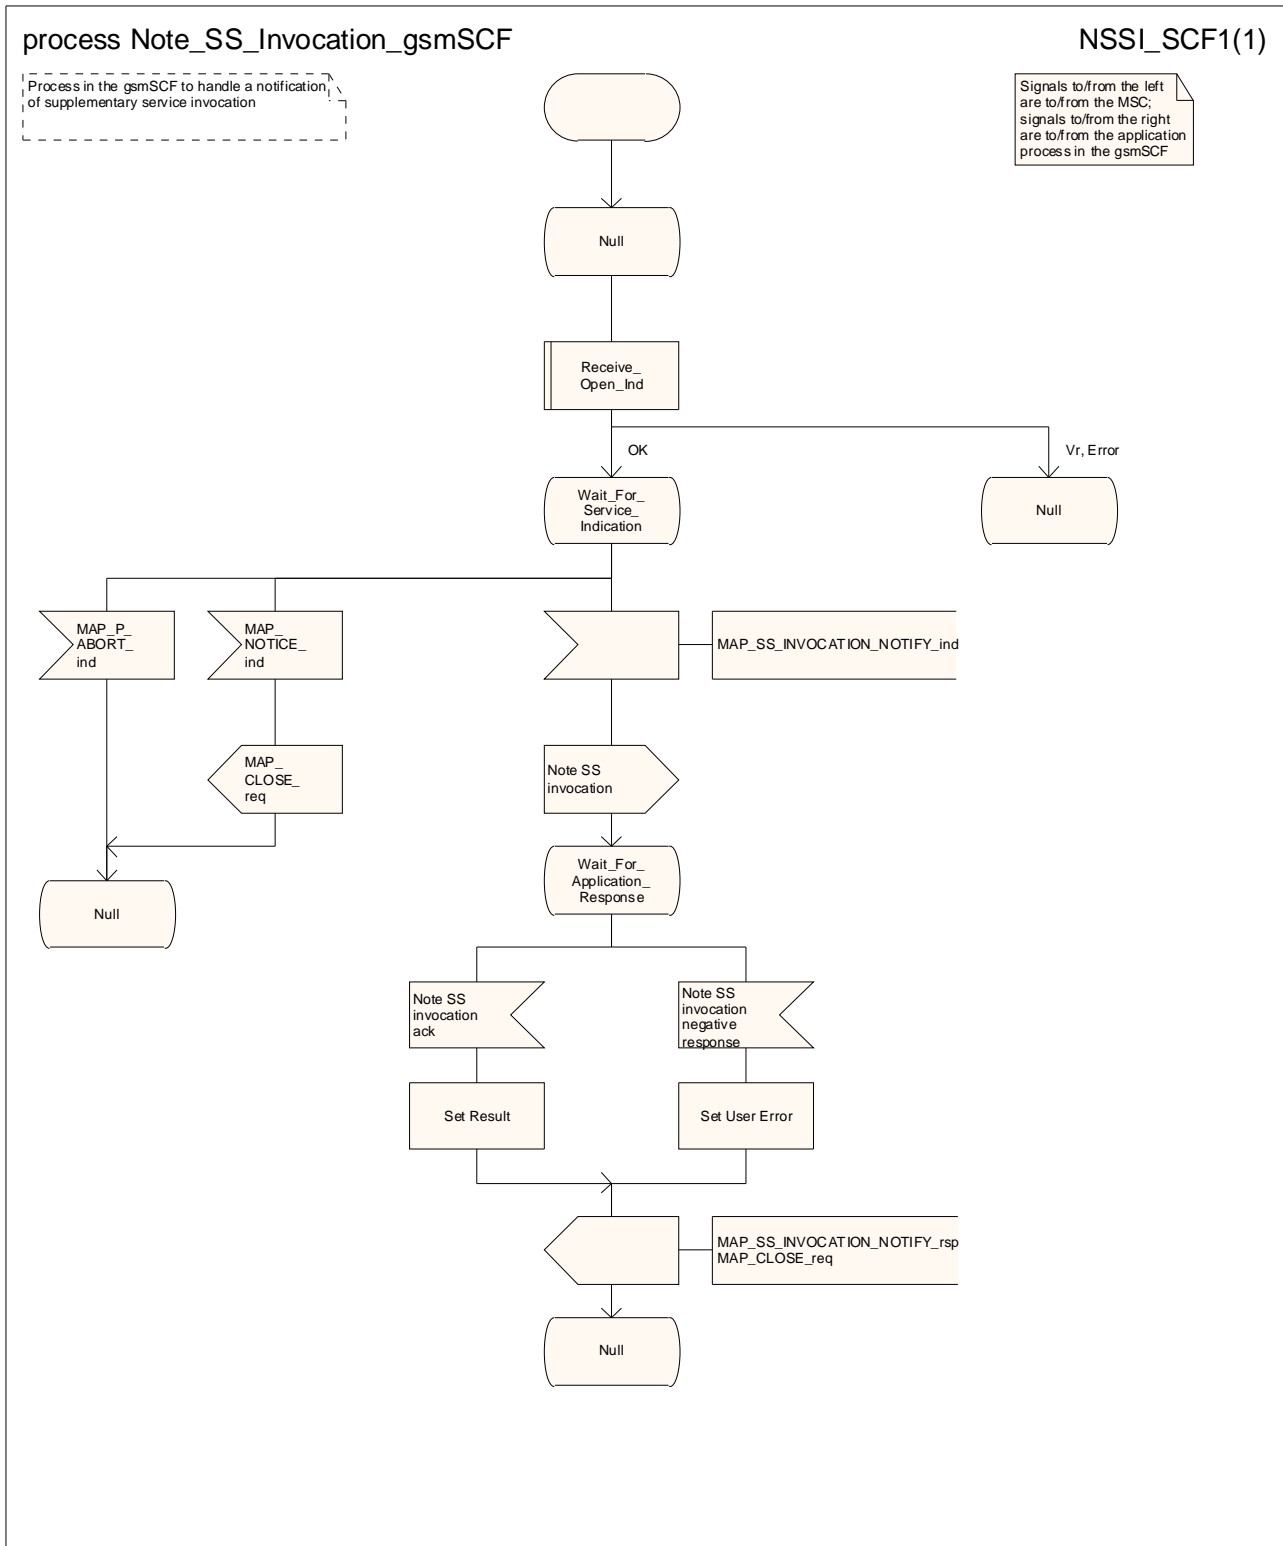 process Note_SS_Invocation_gsmSCF
NSSI_SCF1(1)
Process in the gsmSCF to handle a notification
of supplementary service invocation
Signals to/from the left
are to/from the MSC;
signals to/from the right
are to/from the application
process in the gsmSCF
Null
Receive_
Open_Ind
OK
Vr, Error
Wait_For_
Service_
Indication
Null
MAP_P_
ABORT_
ind
MAP_
NOTICE_
ind
MAP_SS_INVOCATION_NOTIFY_ind
MAP_
CLOSE_
req
Note SS
invocation
Wait_For_
Application_
Response
Null
Note SS
invocation
ack
Note SS
invocation
negative
response
Set Result
Set User Error
MAP_SS_INVOCATION_NOTIFY_rsp
MAP_CLOSE_req
Null